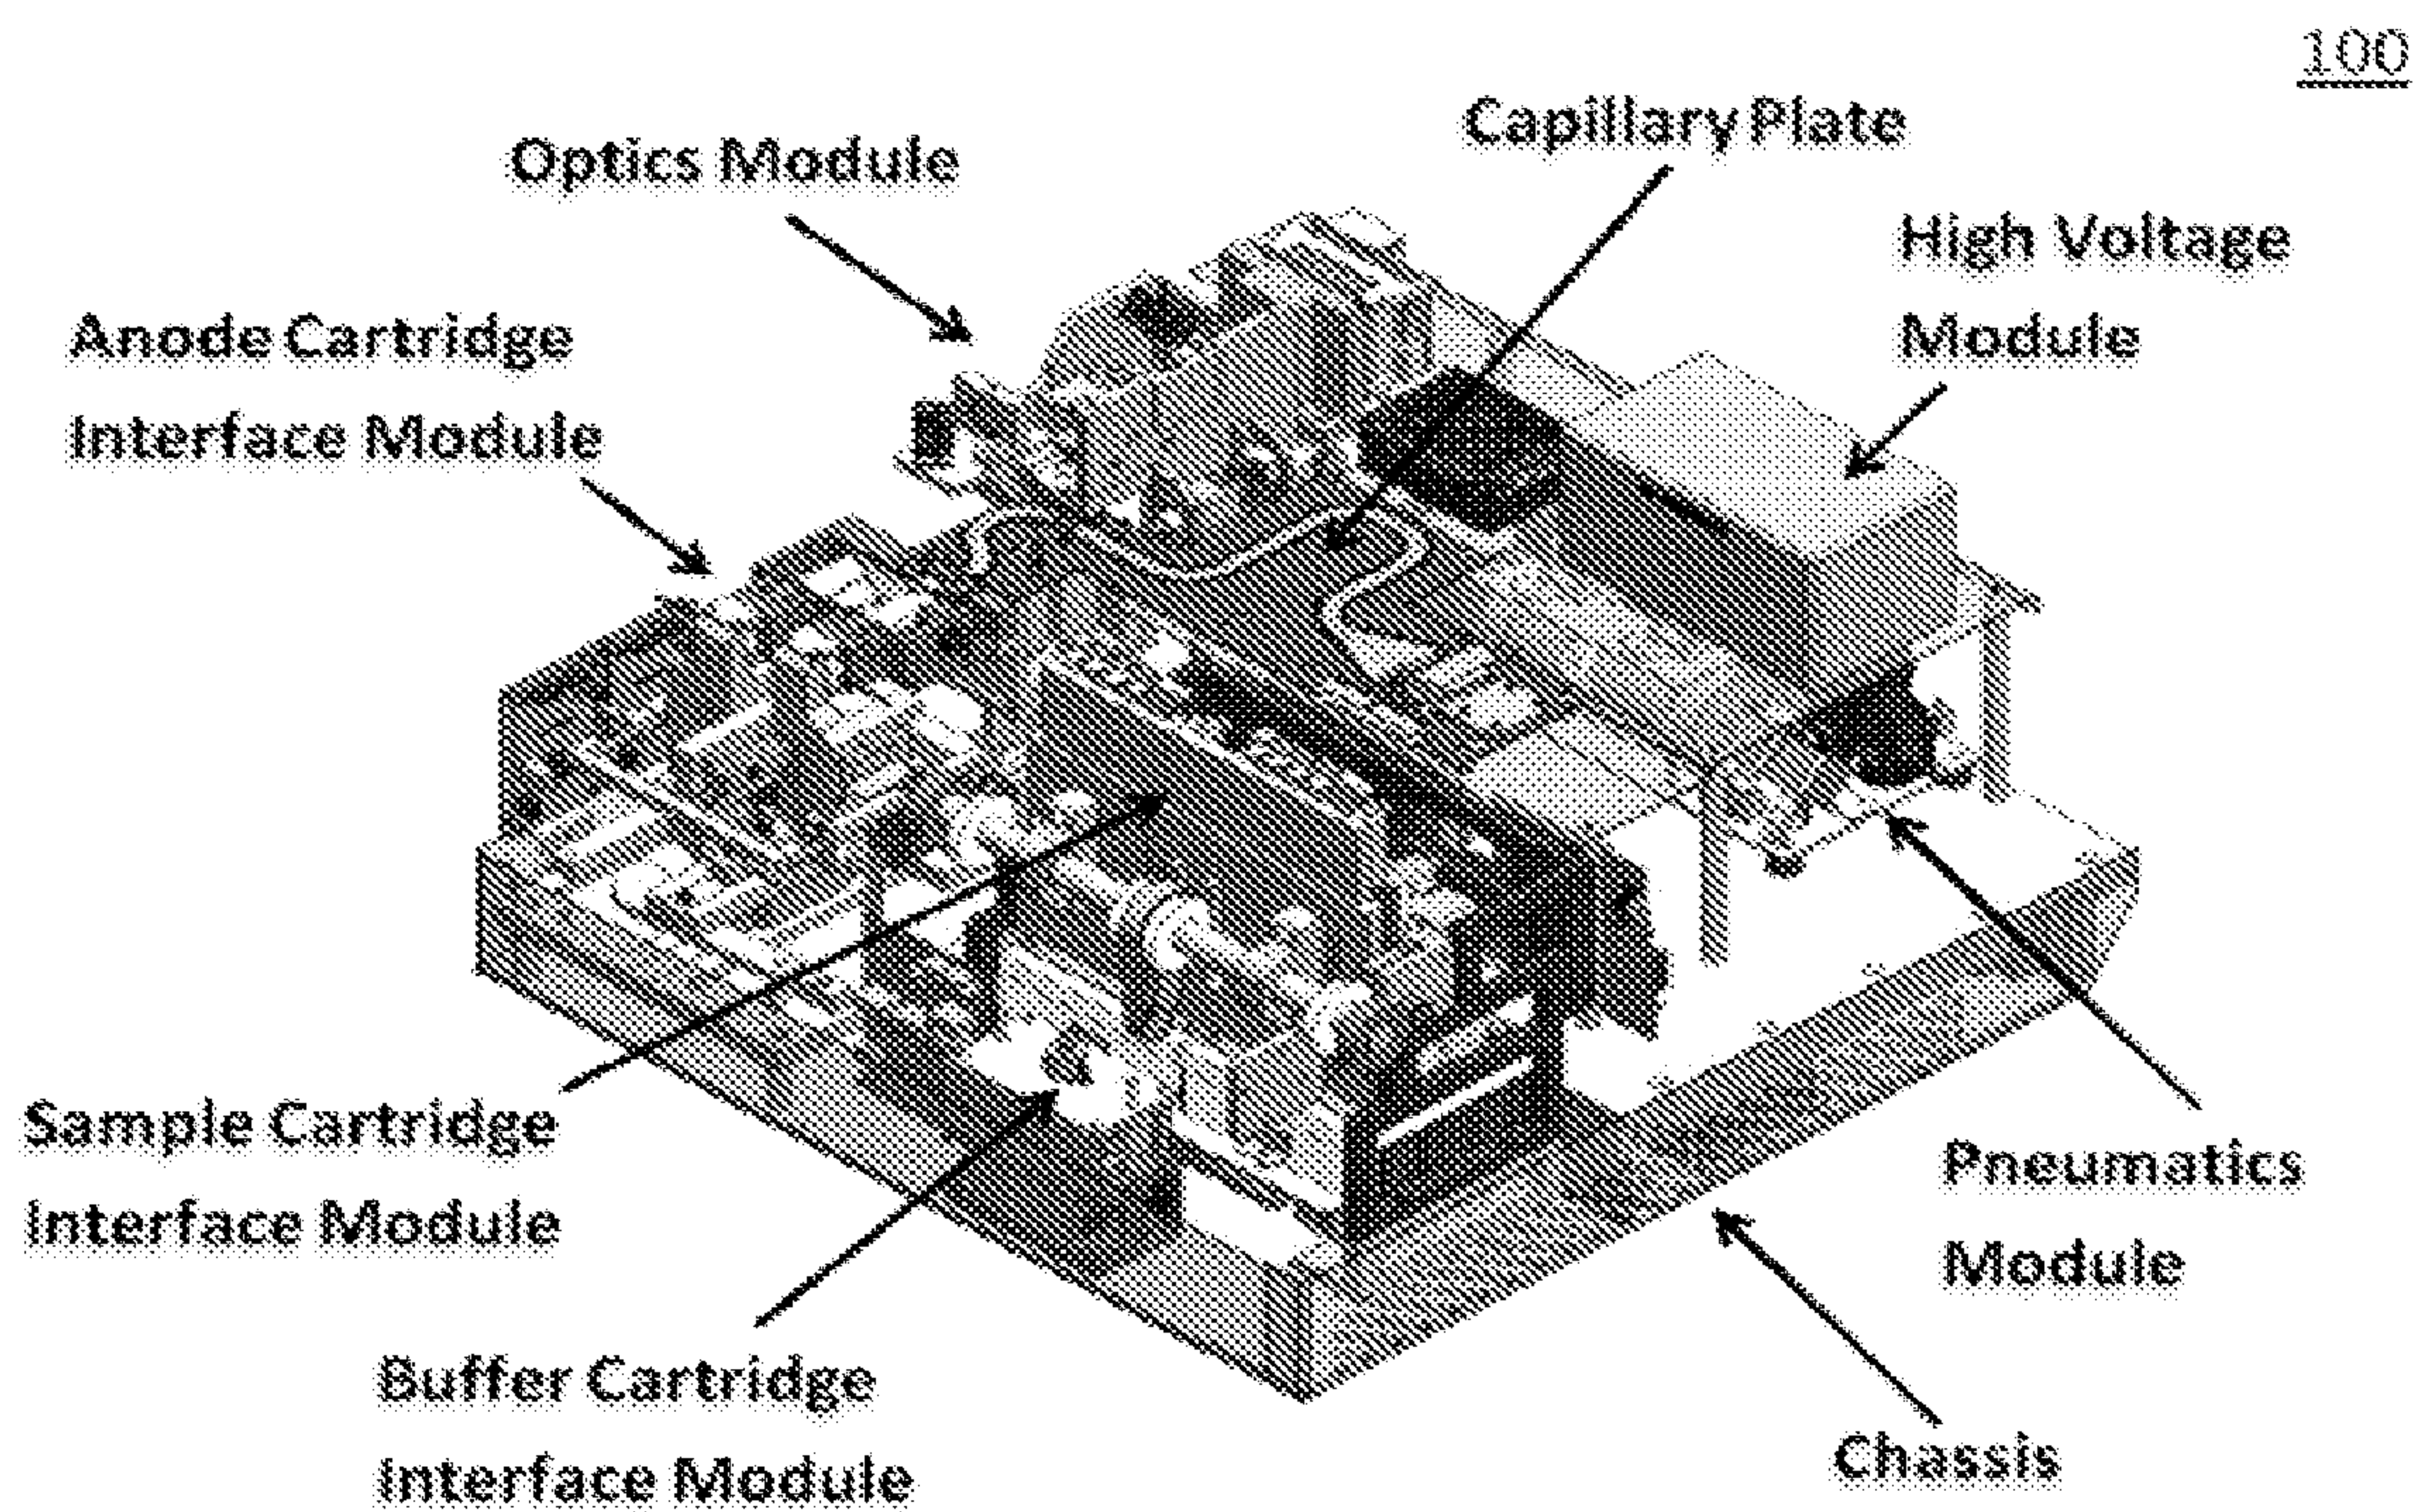 100
Capillary Plate
Optics Module
High Voltage
Module
Anode Cartridge
Interface Module
Sample Cartridge
Interface Module
Pneumatics
Module
Buffer Cartridge
Interface Module
Chassis